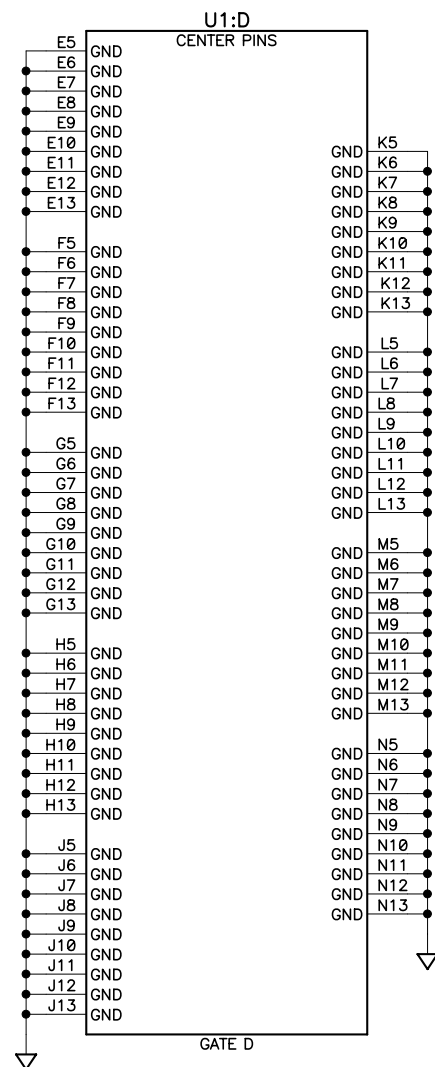 U1:D
CENTER PINS
E5 GND
E6 GND
E7 GND
E8 GND
E9 GND
E10 GND
E11 GND
E12 GND
E13 GND
F5 GND
F6 GND
F7 GND
F8 GND
F9 GND
F10 GND
F11 GND
F12 GND
F13 GND
G5 GND
G6 GND
G7 GND
G8 GND
G9 GND
G10 GND
G11 GND
G12 GND
G13 GND
H5 GND
H6 GND
H7 GND
H8 GND
H9 GND
H10 GND
H11 GND
H12 GND
H13 GND
J5 GND
J6 GND
J7 GND
J8 GND
J9 GND
J10 GND
J11 GND
J12 GND
J13 GND
GND K5
GND K6
GND K7
GND K8
GND K9
GND K10
GND K11
GND K12
GND K13
GND L5
GND L6
GND L7
GND L8
GND L9
GND L10
GND L11
GND L12
GND L13
GND M5
GND M6
GND M7
GND M8
GND M9
GND M10
GND M11
GND M12
GND M13
GND N5
GND N6
GND N7
GND N8
GND N9
GND N10
GND N11
GND N12
GND N13
GATE D